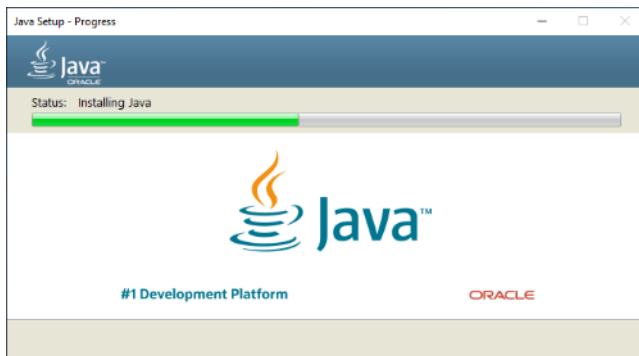 Java Setup - Progress
Java
ORACLE
Status: Installing Java
Java™
#1 Development Platform
ORACLE